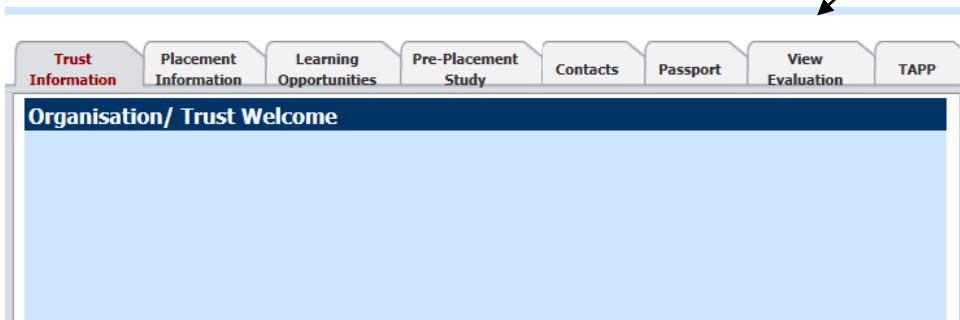 Trust
Information
Placement
Information
Learning
Opportunities
Pre-Placement
Study
Contacts
Passport
View
Evaluation
TAPP
Organisation/ Trust Welcome